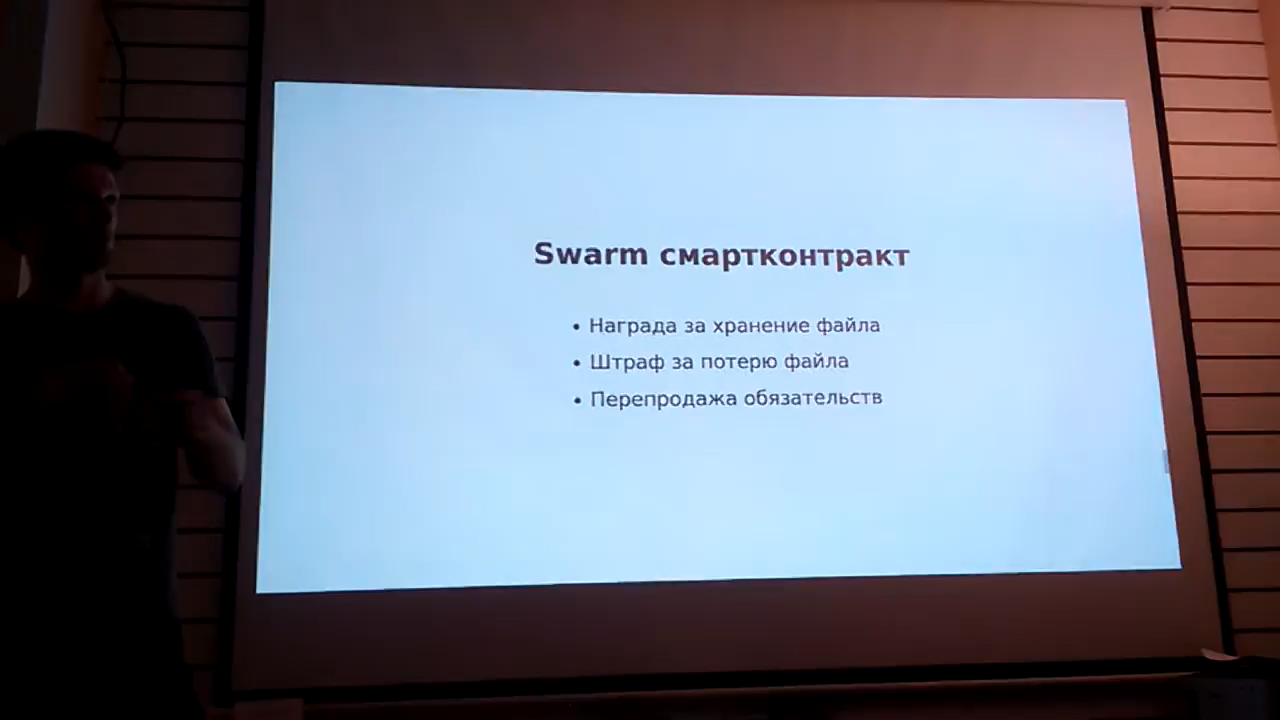 Swarm смартконтракт
• Награда за хранение файла
• Штраф за потерю файла
• Перепродажа обязательств